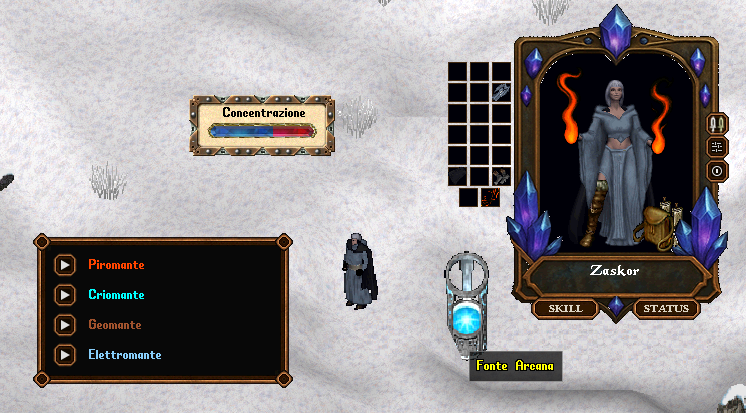 Concentrazione
Piromante
Criomante
Geomante
Elettromante
Zaskor
SKILL
STATUS
Fonte Arcana